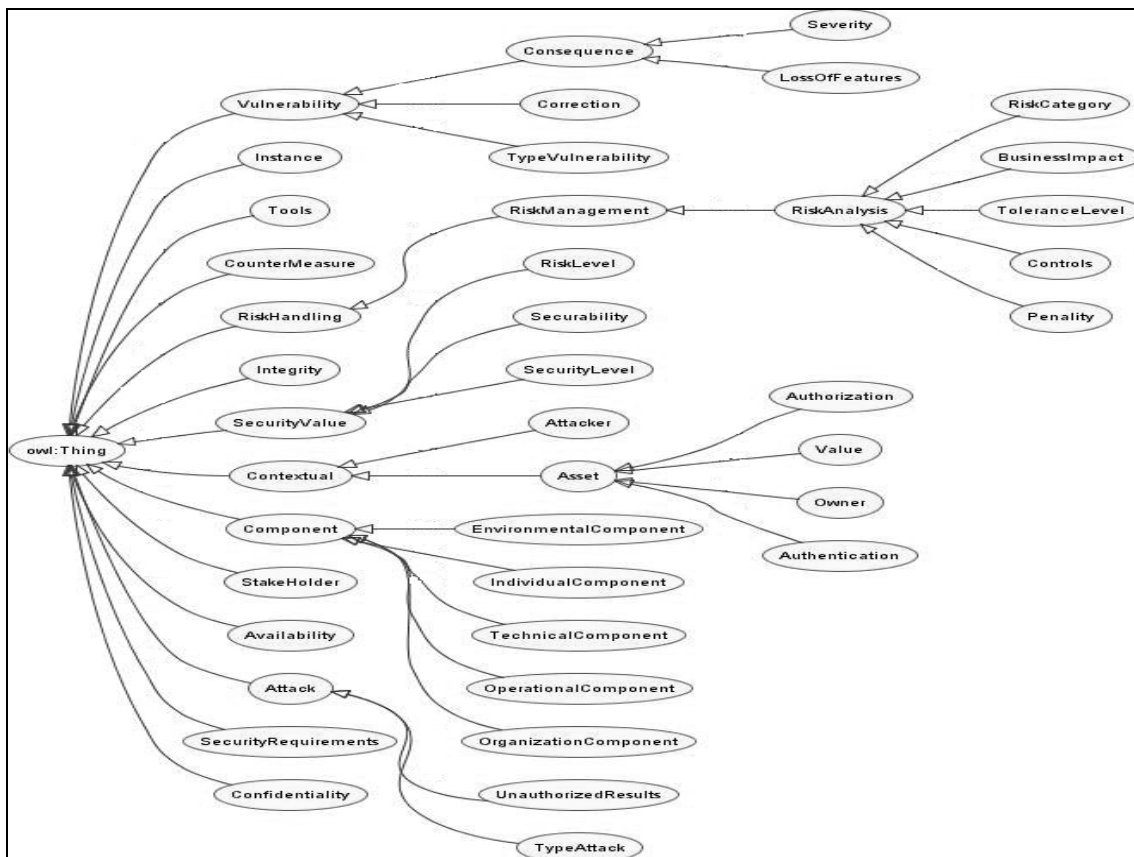 Severity
Consequence
LossOfFeatures
Vulnerability
Correction
RiskCategory
Instance
TypeVulnerability
BusinessImpact
Tools
RiskManagement
RiskAnalysis
ToleranceLevel
CounterMeasure
RiskLevel
Controls
RiskHandling
Securability
Penality
Integrity
SecurityLevel
Authorization
SecurityValue
Attacker
owl:Thing
Value
Contextual
Asset
Owner
Component
EnvironmentalComponent
Authentication
StakeHolder
IndividualComponent
Availability
TechnicalComponent
Attack
OperationalComponent
SecurityRequirements
OrganizationComponent
Confidentiality
UnauthorizedResults
TypeAttack